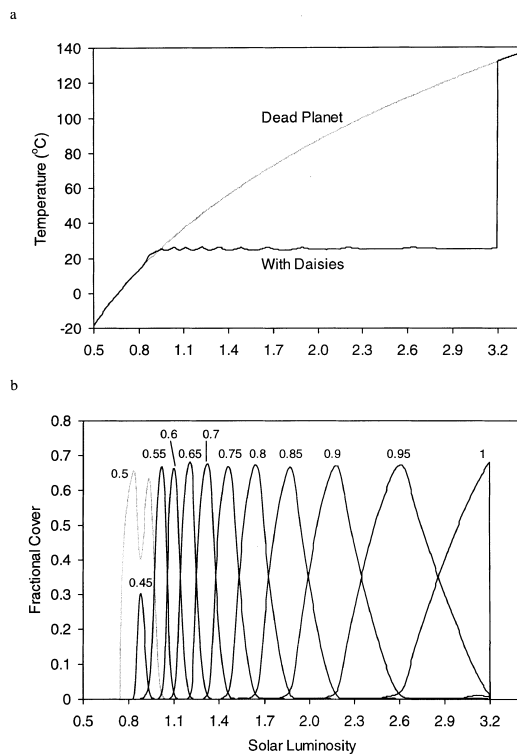 a
140
120
100
80
60
40
20
0
-20
Temperature (°C)
Dead Planet
With Daisies
0.5 0.8 1.1 1.4 1.7 2.0 2.3 2.6 2.9 3.2
b
0.8
0.7
0.6
0.5
0.4
0.3
0.2
0.1
0
Fractional Cover
0.6 0.7
0.5 0.55 0.65 0.75 0.8 0.85 0.9 0.95 1
0.45
0.5 0.8 1.1 1.4 1.7 2.0 2.3 2.6 2.9 3.2
Solar Luminosity